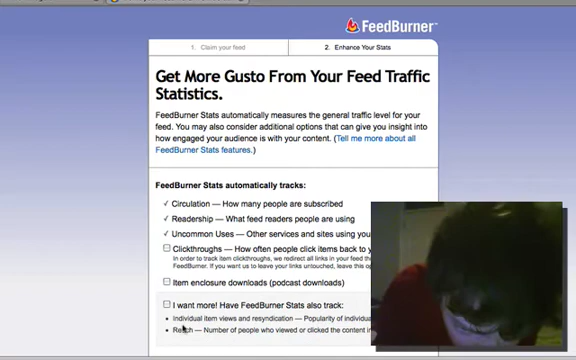 FeedBurner
1. Claim your feed 2. Enhance Your Stats
Get More Gusto From Your Feed Traffic
Statistics.
FeedBurner Stats automatically measures the general traffic level for your
feed. You may also consider additional options that can give you insight into
how engaged your audience is with your content. (Tell me more about all
FeedBurner Stats features.)
FeedBurner Stats automatically tracks:
✓ Circulation — How many people are subscribed
✓ Readership — What feed readers people are using
✓ Uncommon Uses — Other services and sites using you
Clickthroughs — How often people click items back to y
In order to track item clickthroughs, we redirect all links in your feed th
FeedBurner. If you want us to leave your links untouched, leave this op
Item enclosure downloads (podcast downloads)
I want more! Have FeedBurner Stats also track:
• Individual item views and resyndication — Popularity of individua
• Reach — Number of people who viewed or clicked the content in